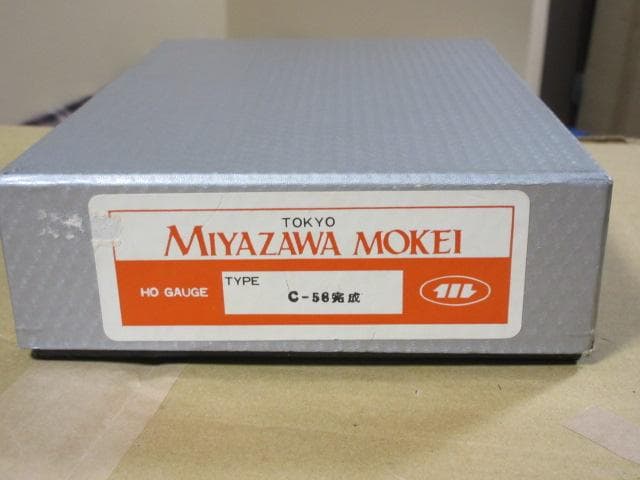 TOKYO
MIYAZAWA MOKEI
HO GAUGE
TYPE
C-58完成